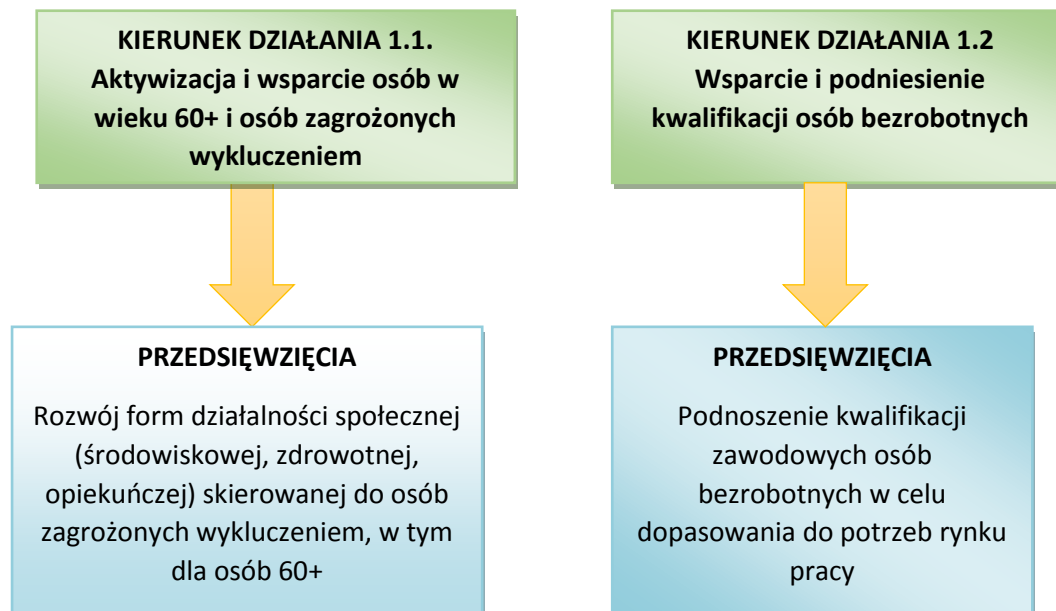 KIERUNEK DZIAŁANIA 1.1.
Aktywizacja i wsparcie osób w
wieku 60+ i osób zagrożonych
wykluczeniem
KIERUNEK DZIAŁANIA 1.2
Wsparcie i podniesienie
kwalifikacji osób bezrobotnych
PRZEDSIĘWZIĘCIA
Rozwój form działalności społecznej
(środowiskowej, zdrowotnej,
opiekuńczej) skierowanej do osób
zagrożonych wykluczeniem, w tym
dla osób 60+
PRZEDSIĘWZIĘCIA
Podnoszenie kwalifikacji
zawodowych osób
bezrobotnych w celu
dopasowania do potrzeb rynku
pracy